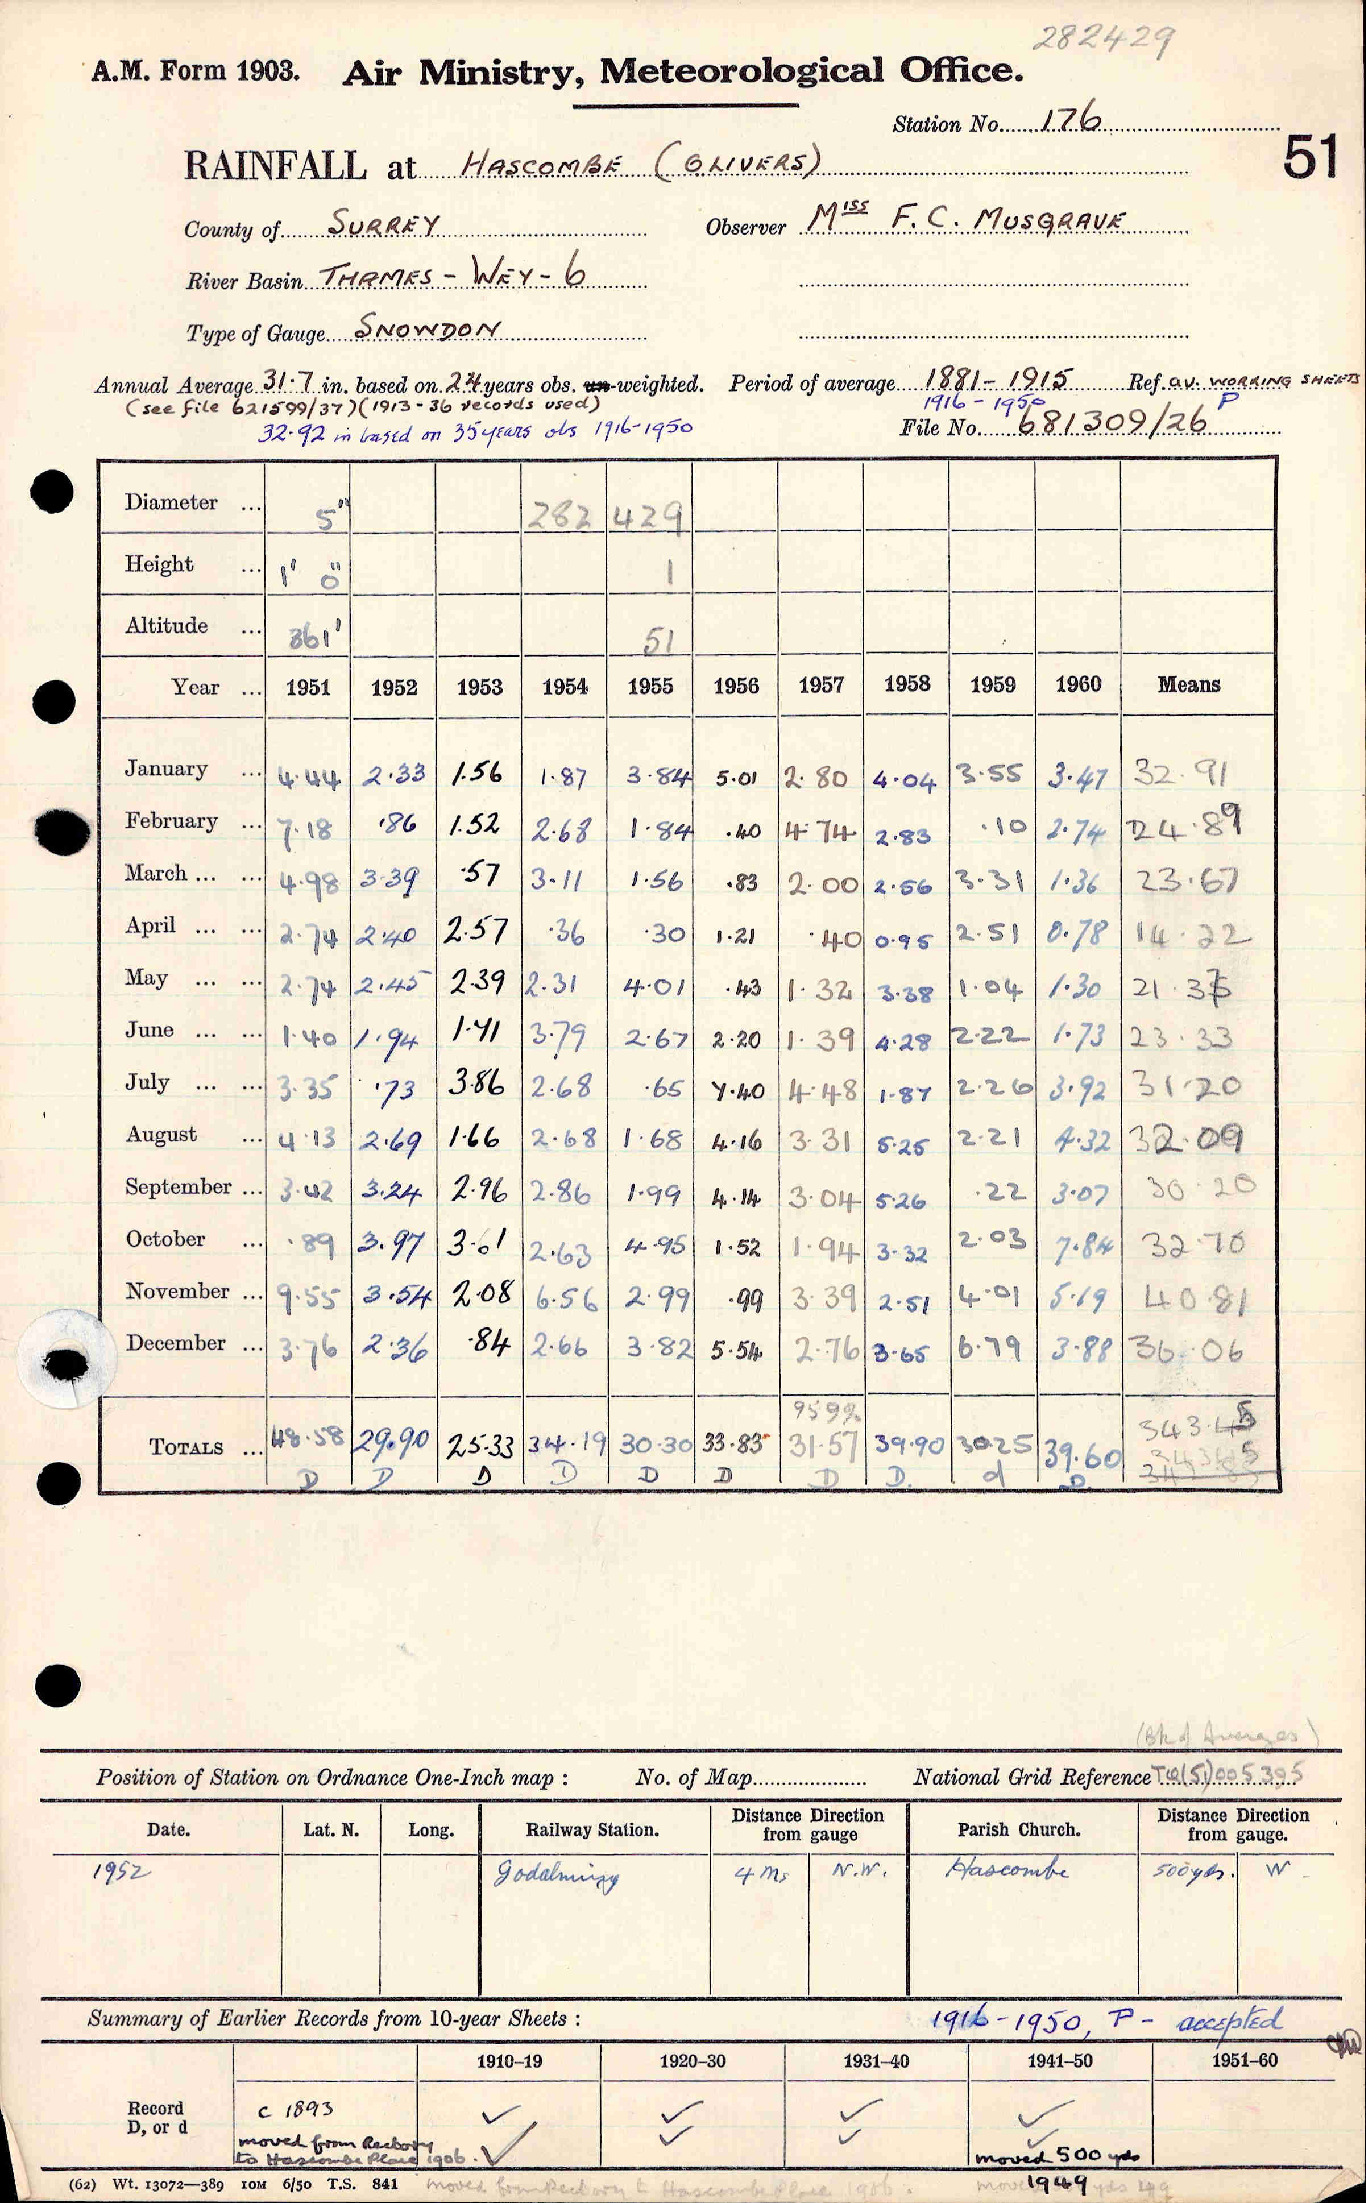 282429
A.M. Form 1903. Air Ministry, Meteorological Office.
Station No. 176
51
RAINFALL at HASCOMBE (OLIVERS)
County of SURREY Observer Miss F. C. MUSGRAVE
River Basin THAMES - WEY - 6
Type of Gauge SNOWDON
Annual Average 31.7 in. based on 24 years obs. un-weighted. Period of average 1881-1915 Ref. av. WORKING SHEETS
(see file 621599/37)(1913-36 records used) 1916-1950 P
32.92 in based on 35 years obs 1916-1950 File No. 681309/26
Diameter ... 5" 282 429
Height ... 1' 0" 1
Altitude ... 361' 51
Year ... 1951 1952 1953 1954 1955 1956 1957 1958 1959 1960 Means
January ... 4.44 2.33 1.56 1.87 3.84 5.01 2.80 4.04 3.55 3.47 32.91
February ... 7.18 .86 1.52 2.68 1.84 .40 4.74 2.83 .10 2.74 24.89
March ... ... 4.98 3.39 .57 3.11 1.56 .83 2.00 2.56 3.31 1.36 23.67
April ... ... 2.74 2.40 2.57 .36 .30 1.21 .40 0.95 2.51 0.78 14.22
May ... ... 2.74 2.45 2.39 2.31 4.01 .43 1.32 3.38 1.04 1.30 21.37
June ... ... 1.40 1.94 1.71 3.79 2.67 2.20 1.39 4.28 2.22 1.73 23.33
July ... ... 3.35 .73 3.86 2.68 .65 7.40 4.48 1.87 2.26 3.92 31.20
August ... 4.13 2.69 1.66 2.68 1.68 4.16 3.31 5.25 2.21 4.32 32.09
September ... 3.42 3.24 2.96 2.86 1.99 4.14 3.04 5.26 .22 3.07 30.20
October ... .89 3.97 3.61 2.63 4.95 1.52 1.94 3.32 2.03 7.84 32.70
November ... 9.55 3.54 2.08 6.56 2.99 .99 3.39 2.51 4.01 5.19 40.81
December ... 3.76 2.36 .84 2.66 3.82 5.54 2.76 3.65 6.79 3.88 36.06
95.9%
TOTALS ... 48.58 29.90 25.33 34.19 30.30 33.83 31.57 39.90 30.25 39.60 343.45
D D D D D D D D. d D
(Bk of Averages)
Position of Station on Ordnance One-Inch map : No. of Map National Grid Reference TQ(51)005395
Date. Lat. N. Long. Railway Station. Distance Direction from gauge Parish Church. Distance Direction from gauge.
1952 Godalming 4 Ms N.W. Hascombe 500 yds. W.
Summary of Earlier Records from 10-year Sheets : 1916-1950, P - accepted
1910-19 1920-30 1931-40 1941-50 1951-60
Record D, or d c 1893 ✓ ✓ ✓ ✓
moved from Rectory to Hascombe Place 1906. ✓ ✓ ✓ ✓ moved 500 yds
(62) Wt. 13072—389 10M 6/50 T.S. 841 moved from Rectory to Hascombe Place 1906. 1949